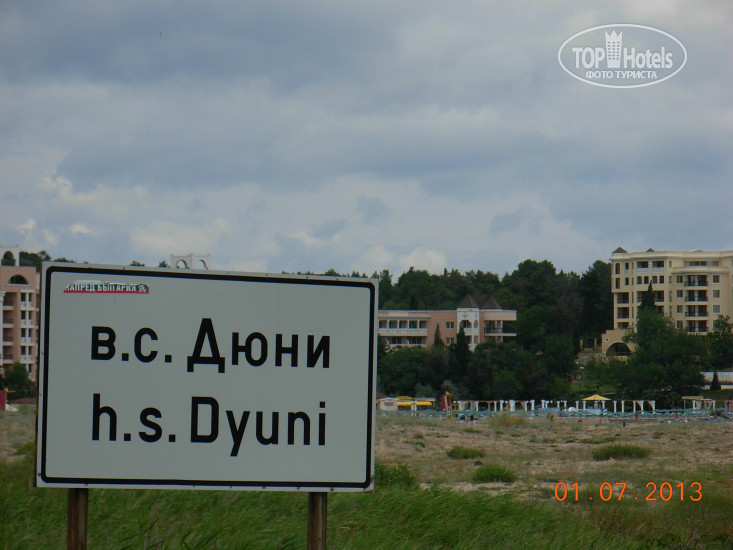 TOP Hotels
ФОТО ТУРИСТА
НАПРЕД БЪЛГАРИЯ
в.с. Дюни
h.s. Dyuni
01.07.2013